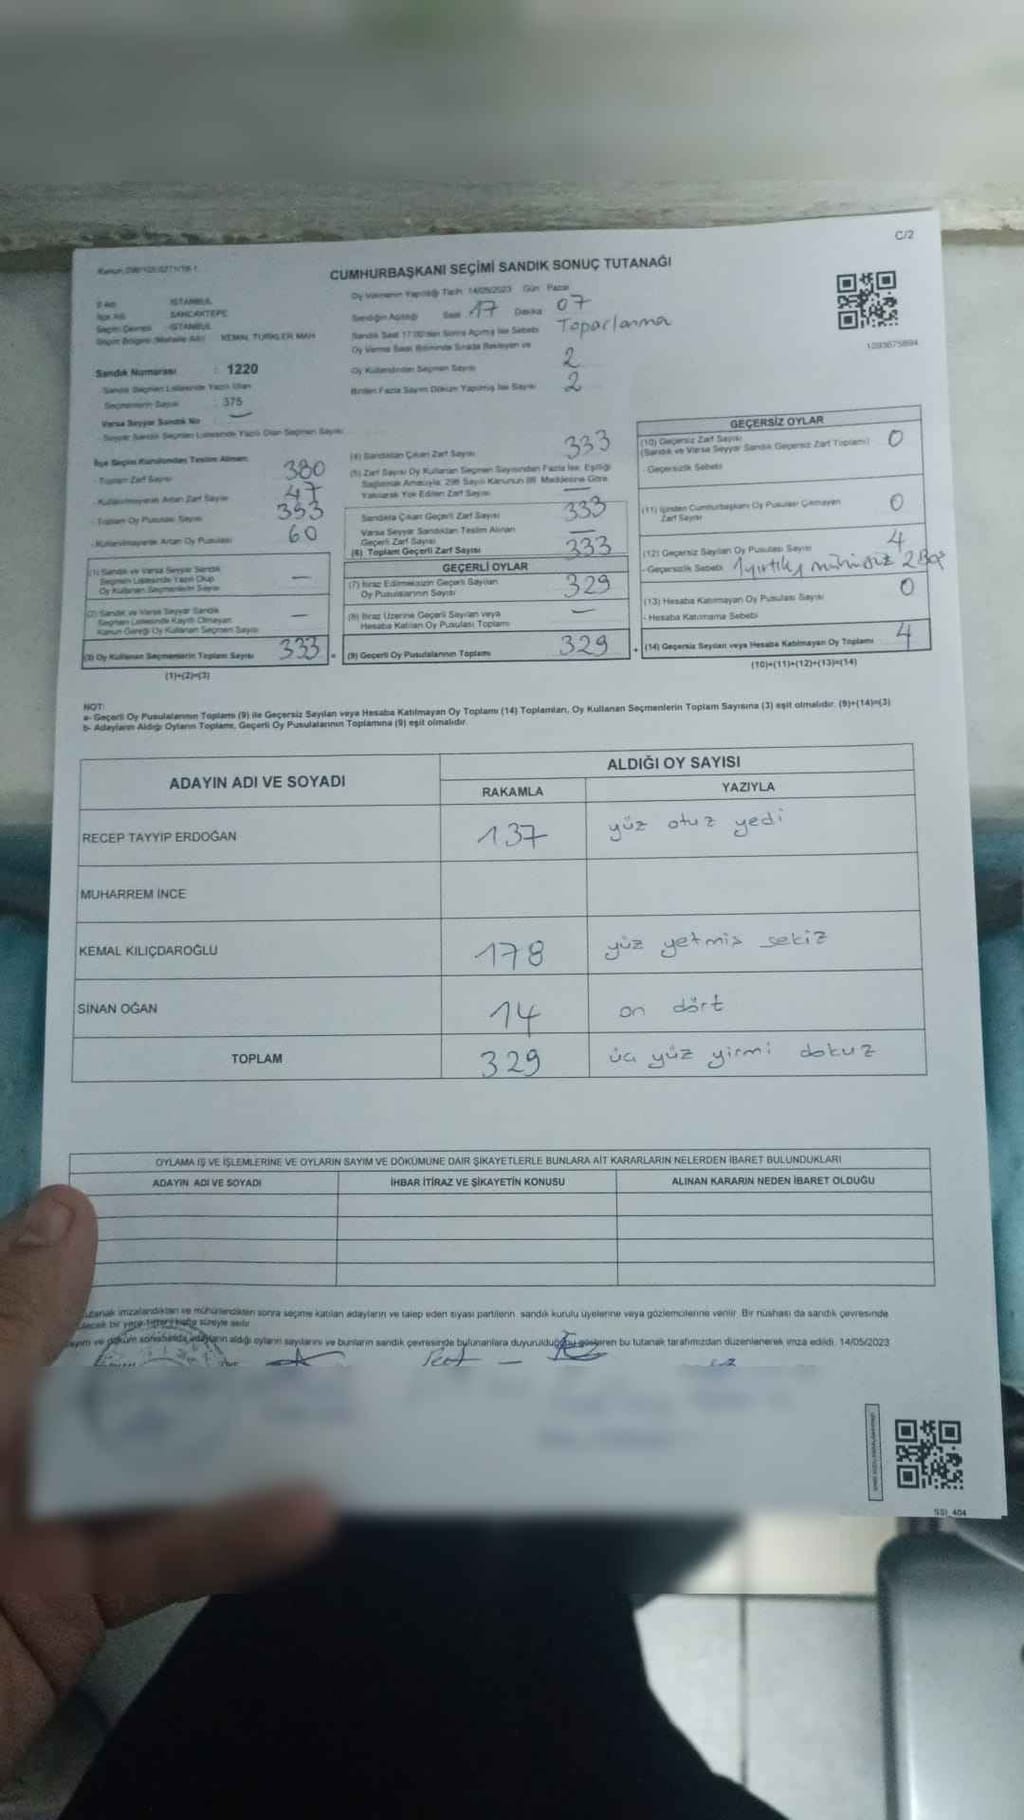 C/2
CUMHURBAŞKANI SEÇİMİ SANDIK SONUÇ TUTANAĞI
İSTANBUL
SANCAKTEPE
İSTANBUL
KEMAL TÜRKLER MAH
Oy Vermenin Yapıldığı Tarih 14/05/2023 Gün Pazar
Sandığın Açıldığı Saat 17 Dakika 07
Sandık Saat 17:00'den Sonra Açılmış İse Sebebi Toparlanma
Oy Verme Saati Bitiminde Sırada Bekleyen ve
Oy Kullandırılan Seçmen Sayısı 2
Birden Fazla Sayım Döküm Yapılmış İse Sayısı 2
1093675894
Sandık Numarası : 1220
Sandık Seçmen Listesinde Yazılı Olan
Seçmenlerin Sayısı : 375
Varsa Seyyar Sandık No
- Seyyar Sandık Seçmen Listesinde Yazılı Olan Seçmen Sayısı
İlçe Seçim Kurulundan Teslim Alınan
- Toplam Zarf Sayısı 380
- Kullanılmayarak Artan Zarf Sayısı 47
- Toplam Oy Pusulası Sayısı 393
- Kullanılmayarak Artan Oy Pusulası 60
(1) Sandık ve Varsa Seyyar Sandık
Seçmen Listesinde Yazılı Olup
Oy Kullanan Seçmenlerin Sayısı —
(2) Sandık ve Varsa Seyyar Sandık
Seçmen Listesinde Kayıtlı Olmayan
Kanun Gereği Oy Kullanan Seçmen Sayısı —
(3) Oy Kullanan Seçmenlerin Toplam Sayısı 333
(1)+(2)=(3)
(4) Sandıktan Çıkan Zarf Sayısı 333
(5) Zarf Sayısı Oy Kullanan Seçmen Sayısından Fazla İse, Eşitliği
Sağlamak Amacıyla, 298 Sayılı Kanunun 98. Maddesine Göre
Yakılarak Yok Edilen Zarf Sayısı —
Sandıkta Çıkan Geçerli Zarf Sayısı 333
Varsa Seyyar Sandıktan Teslim Alınan
Geçerli Zarf Sayısı —
(6) Toplam Geçerli Zarf Sayısı 333
GEÇERLİ OYLAR
(7) İtiraz Edilmeksizin Geçerli Sayılan
Oy Pusulalarının Sayısı 329
(8) İtiraz Üzerine Geçerli Sayılan veya
Hesaba Katılan Oy Pusulası Toplamı —
(9) Geçerli Oy Pusulalarının Toplamı 329
GEÇERSİZ OYLAR
(10) Geçersiz Zarf Sayısı
(Sandık ve Varsa Seyyar Sandık Geçersiz Zarf Toplamı) 0
- Geçersizlik Sebebi
(11) İçinden Cumhurbaşkanı Oy Pusulası Çıkmayan
Zarf Sayısı 0
(12) Geçersiz Sayılan Oy Pusulası Sayısı 4
- Geçersizlik Sebebi 1 yırtık, mühürsüz 2 Boş
(13) Hesaba Katılmayan Oy Pusulası Sayısı 0
- Hesaba Katılmama Sebebi
(14) Geçersiz Sayılan veya Hesaba Katılmayan Oy Toplamı 4
(10)+(11)+(12)+(13)=(14)
NOT:
a- Geçerli Oy Pusulalarının Toplamı (9) ile Geçersiz Sayılan veya Hesaba Katılmayan Oy Toplamı (14) Toplamları, Oy Kullanan Seçmenlerin Toplam Sayısına (3) eşit olmalıdır. (9)+(14)=(3)
b- Adayların Aldığı Oyların Toplamı, Geçerli Oy Pusulalarının Toplamına (9) eşit olmalıdır.
ADAYIN ADI VE SOYADI
ALDIĞI OY SAYISI
RAKAMLA YAZIYLA
RECEP TAYYİP ERDOĞAN 137 yüz otuz yedi
MUHARREM İNCE
KEMAL KILIÇDAROĞLU 178 yüz yetmiş sekiz
SİNAN OĞAN 14 on dört
TOPLAM 329 üç yüz yirmi dokuz
OYLAMA İŞ VE İŞLEMLERİNE VE OYLARIN SAYIM VE DÖKÜMÜNE DAİR ŞİKAYETLERLE BUNLARA AİT KARARLARIN NELERDEN İBARET BULUNDUKLARI
ADAYIN ADI VE SOYADI İHBAR İTİRAZ VE ŞİKAYETİN KONUSU ALINAN KARARIN NEDEN İBARET OLDUĞU
tutanak imzalandıktan ve mühürlendikten sonra seçime katılan adayların ve talep eden siyasi partilerin sandık kurulu üyelerine veya gözlemcilerine verilir. Bir nüshası da sandık çevresinde
bir yere bir hafta süreyle asılır.
ayım ve döküm sonucunda adayların aldığı oyların sayılarını ve bunların sandık çevresinde bulunanlara duyurulduğunu gösteren bu tutanak tarafımızdan düzenlenerek imza edildi. 14/05/2023
SSI_404